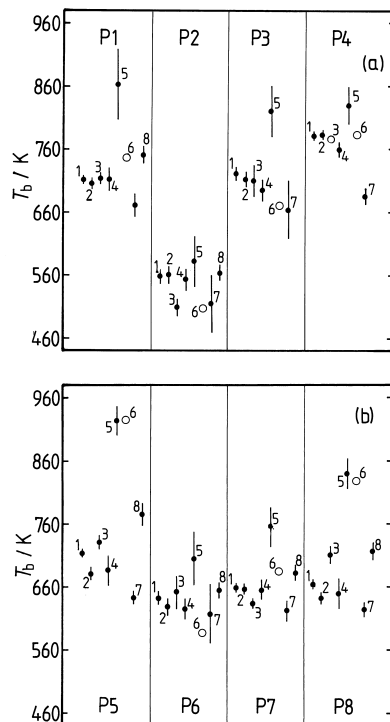 960
P1 P2 P3 P4
(a)
860
5 5 5
760
1 2 3 4 6 8 1 2 3 4 6 7 1 2 3 4 6 7
T_b / K
660
560
1 2 3 4 5 6 7 8
460
960
(b)
5 6
860
5 6
760
1 2 3 4 7 8 5 6 8 3 8
T_b / K
660
1 2 3 4 5 6 7 8 1 2 3 4 7 1 2 4 7
560
460
P5 P6 P7 P8